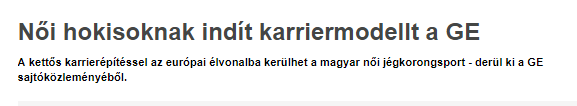 Női hokisoknak indít karriermodellt a GE
A kettős karrierépítéssel az európai élvonalba kerülhet a magyar női jégkorongsport - derül ki a GE
sajtóközleményéből.